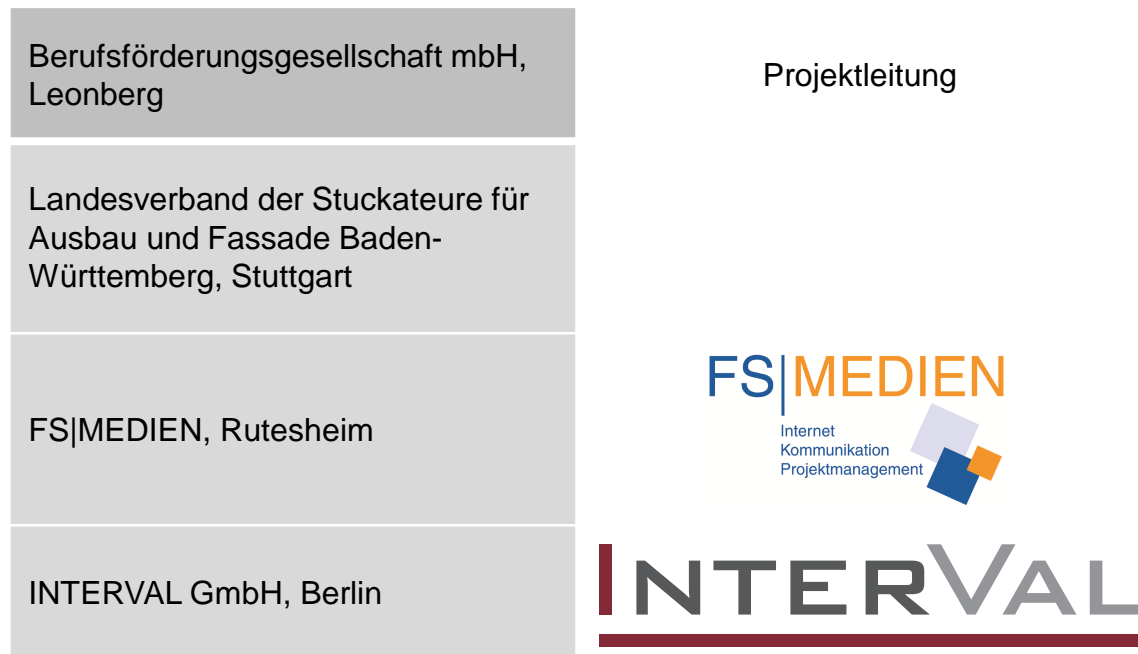 Berufsförderungsgesellschaft mbH,
Leonberg
Projektleitung
Landesverband der Stuckateure für
Ausbau und Fassade Baden-
Württemberg, Stuttgart
FS|MEDIEN, Rutesheim
FS|MEDIEN
Internet
Kommunikation
Projektmanagement
INTERVAL GmbH, Berlin
INTERVAL